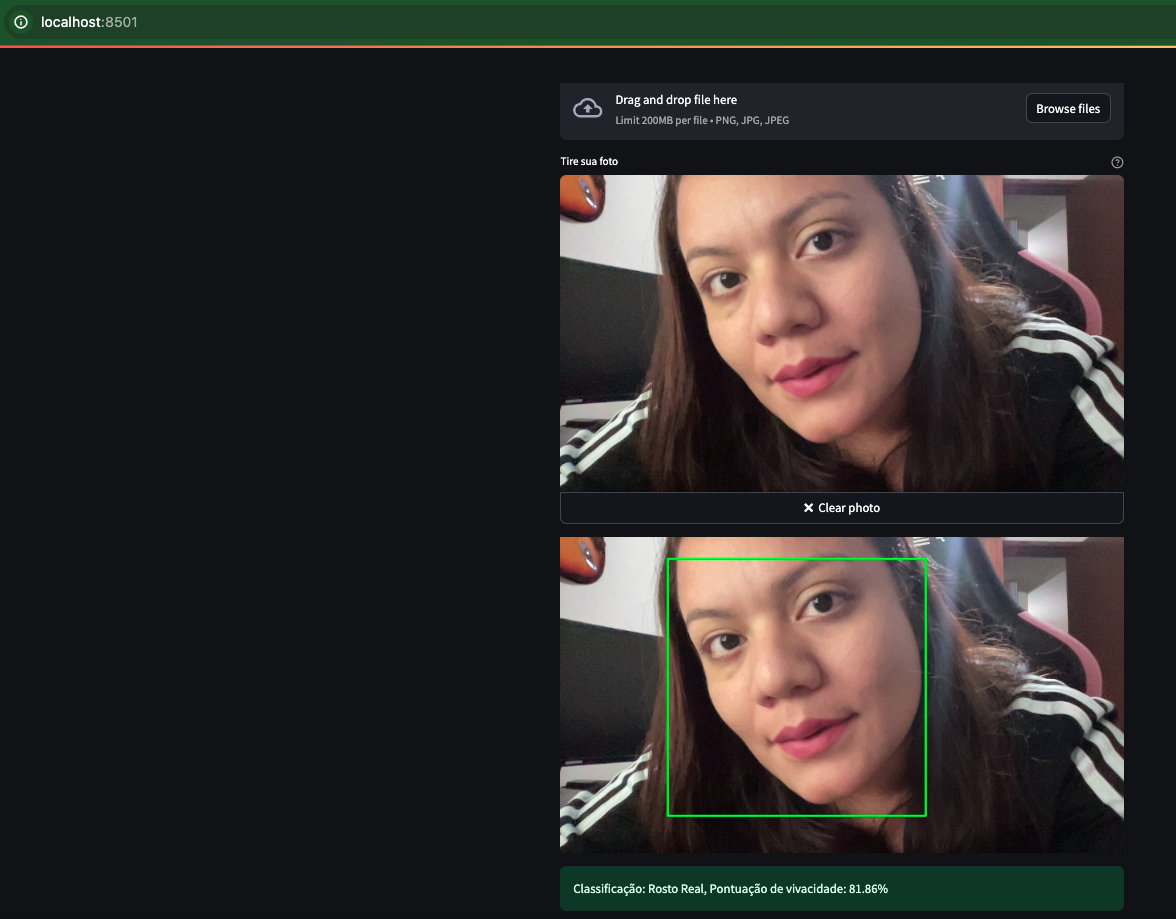 localhost:8501
Drag and drop file here
Limit 200MB per file • PNG, JPG, JPEG
Browse files
Tire sua foto
Clear photo
Classificação: Rosto Real, Pontuação de vivacidade: 81.86%